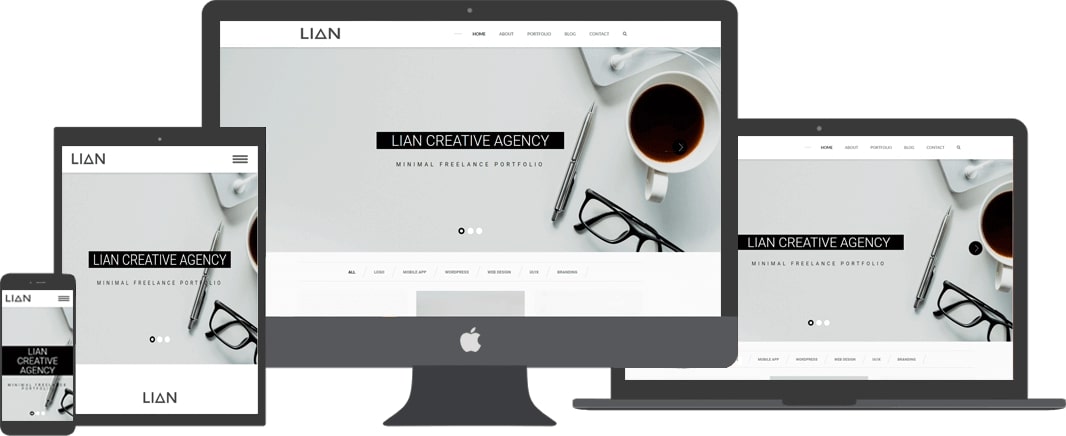 LIAN
HOME ABOUT PORTFOLIO BLOG CONTACT
LIAN CREATIVE AGENCY
MINIMAL FREELANCE PORTFOLIO
ALL LOGO MOBILE APP WORDPRESS WEB DESIGN UI/X BRANDING
LIAN
LIAN CREATIVE AGENCY
MINIMAL FREELANCE PORTFOLIO
LIAN
LIAN
LIAN
CREATIVE
AGENCY
MINIMAL FREELANCE
PORTFOLIO
HOME ABOUT PORTFOLIO BLOG CONTACT
LIAN CREATIVE AGENCY
MINIMAL FREELANCE PORTFOLIO
MOBILE APP WORDPRESS WEB DESIGN UI/X BRANDING